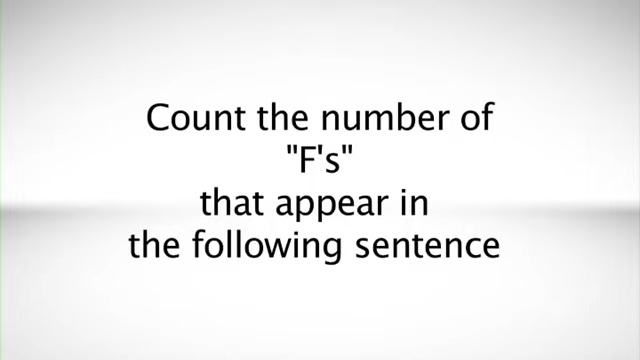 Count the number of
"F's"
that appear in
the following sentence